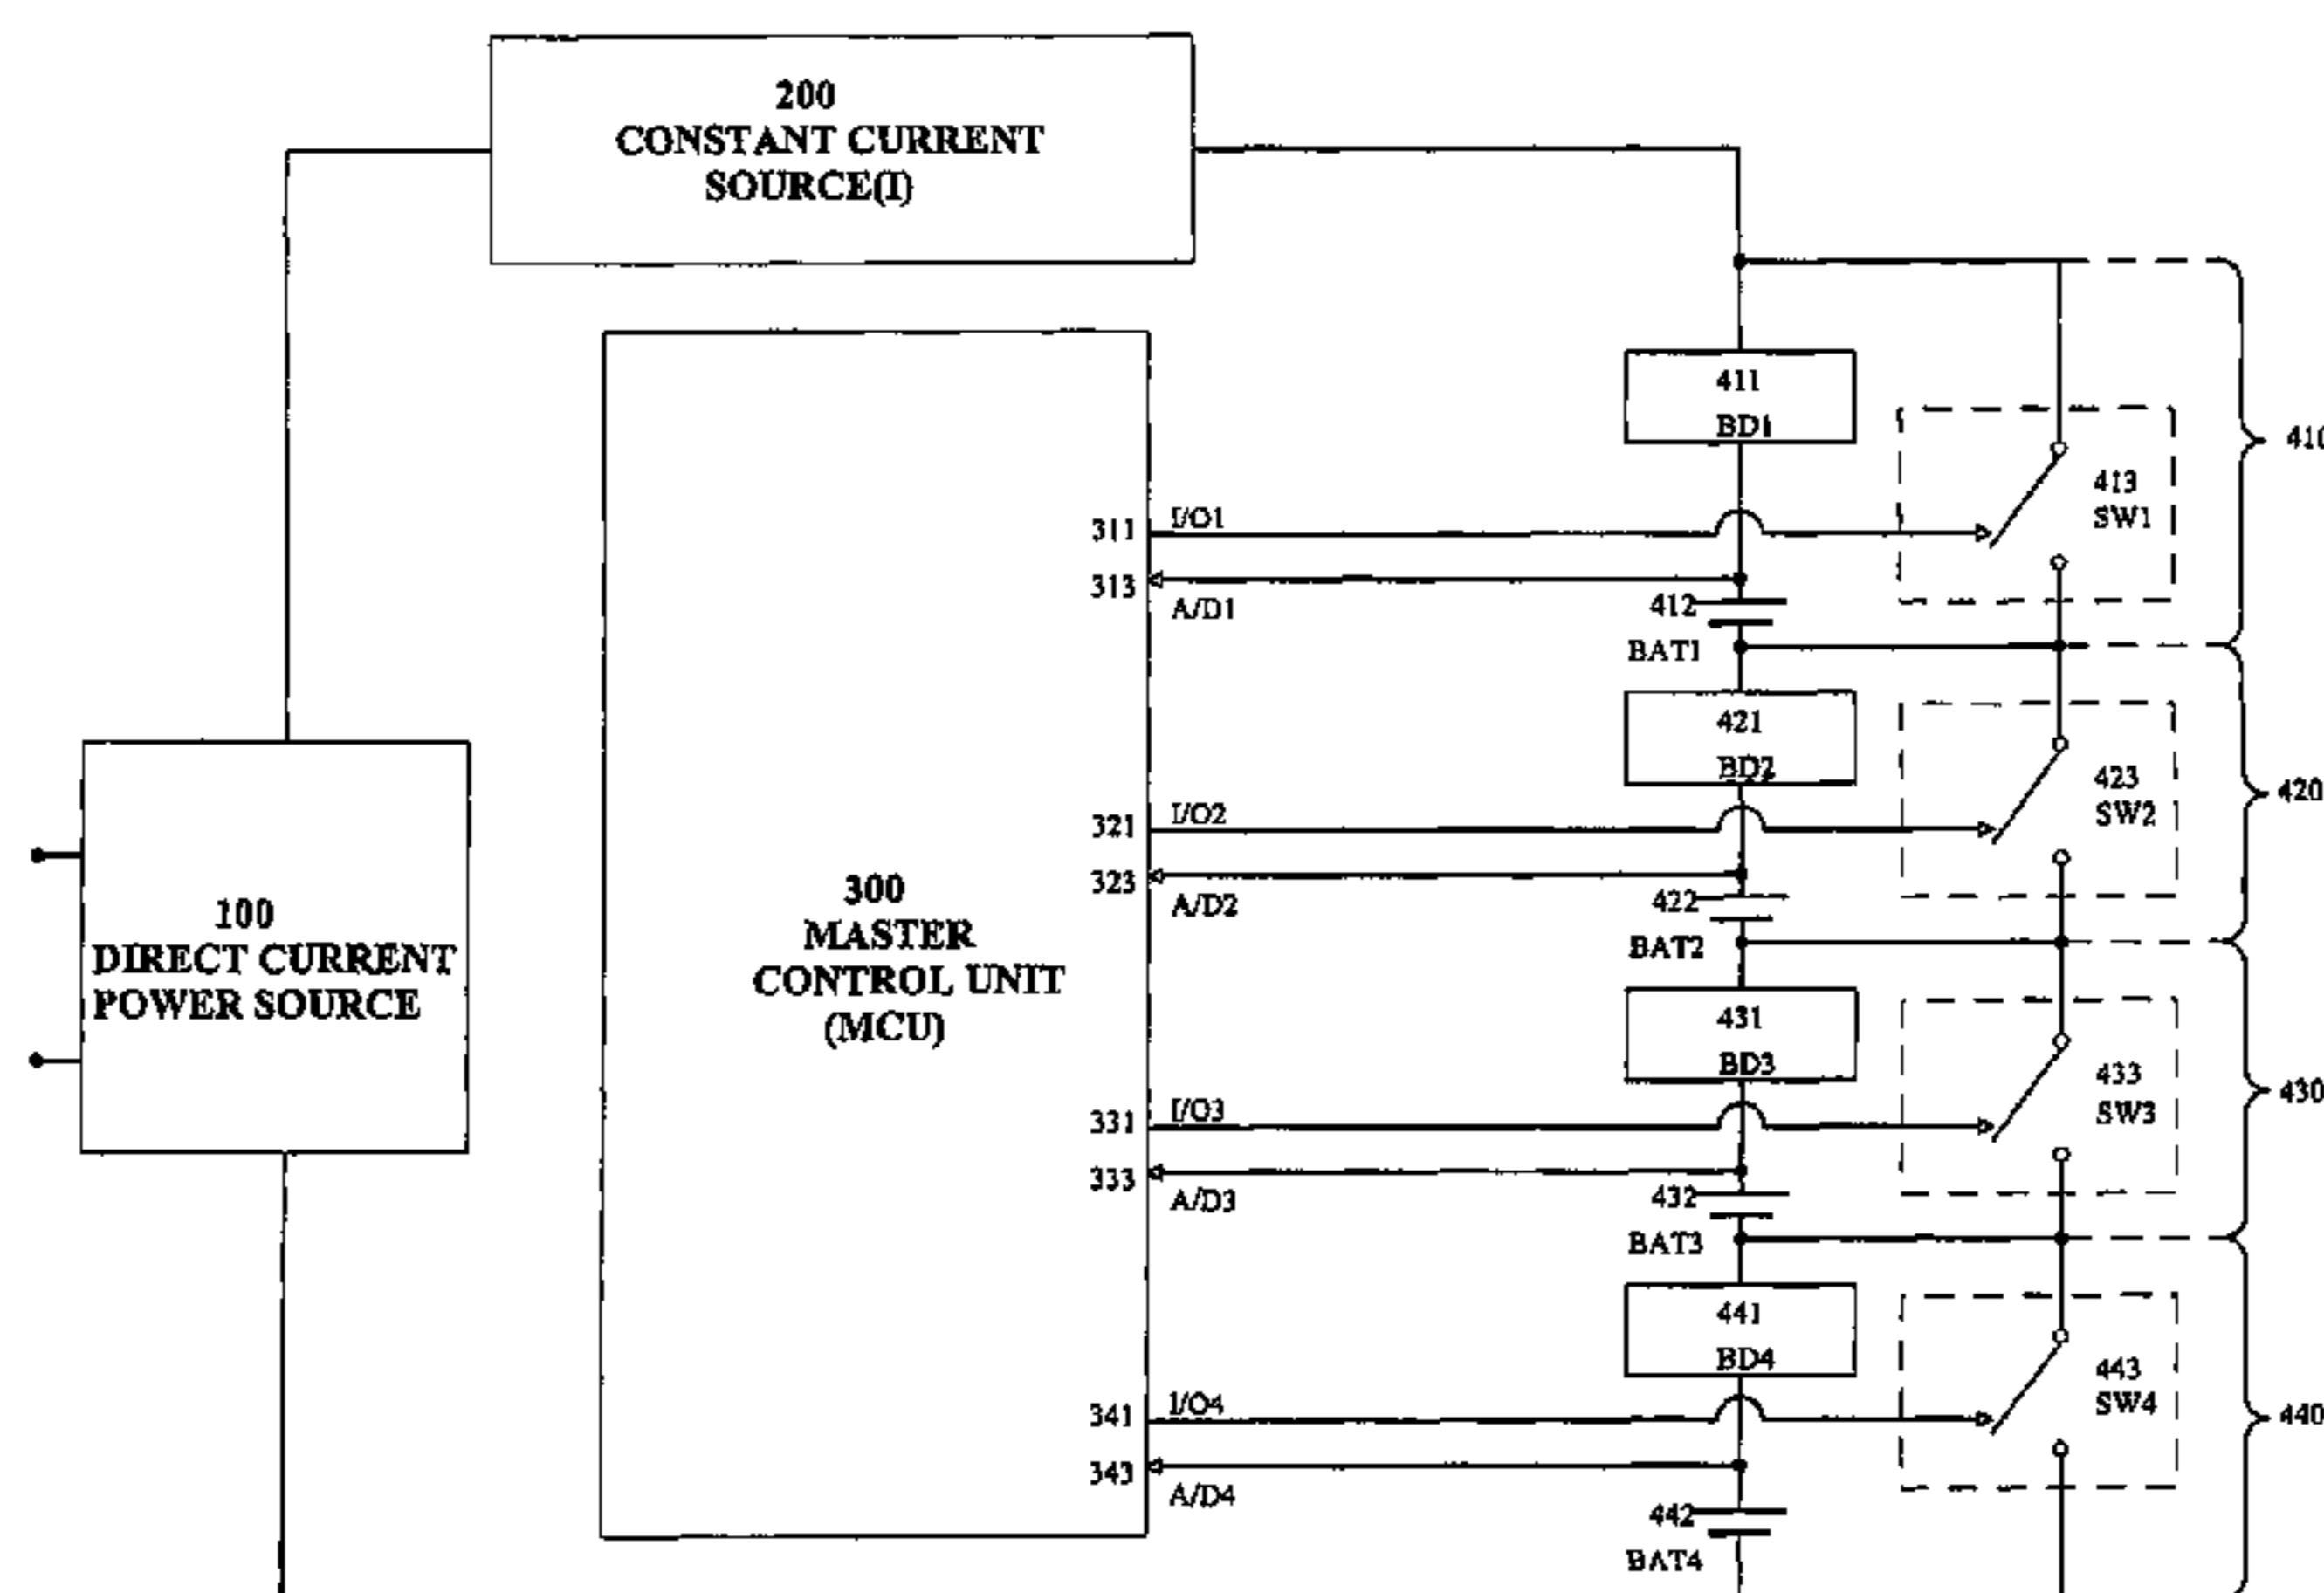 200
CONSTANT CURRENT
SOURCE(I)
411
BD1
410
413
SW1
311
I/O1
313
A/D1
412
BAT1
421
BD2
423
SW2
420
321
I/O2
323
A/D2
422
BAT2
100
DIRECT CURRENT
POWER SOURCE
300
MASTER
CONTROL UNIT
(MCU)
431
BD3
433
SW3
430
331
I/O3
333
A/D3
432
BAT3
441
BD4
443
SW4
440
341
I/O4
343
A/D4
442
BAT4